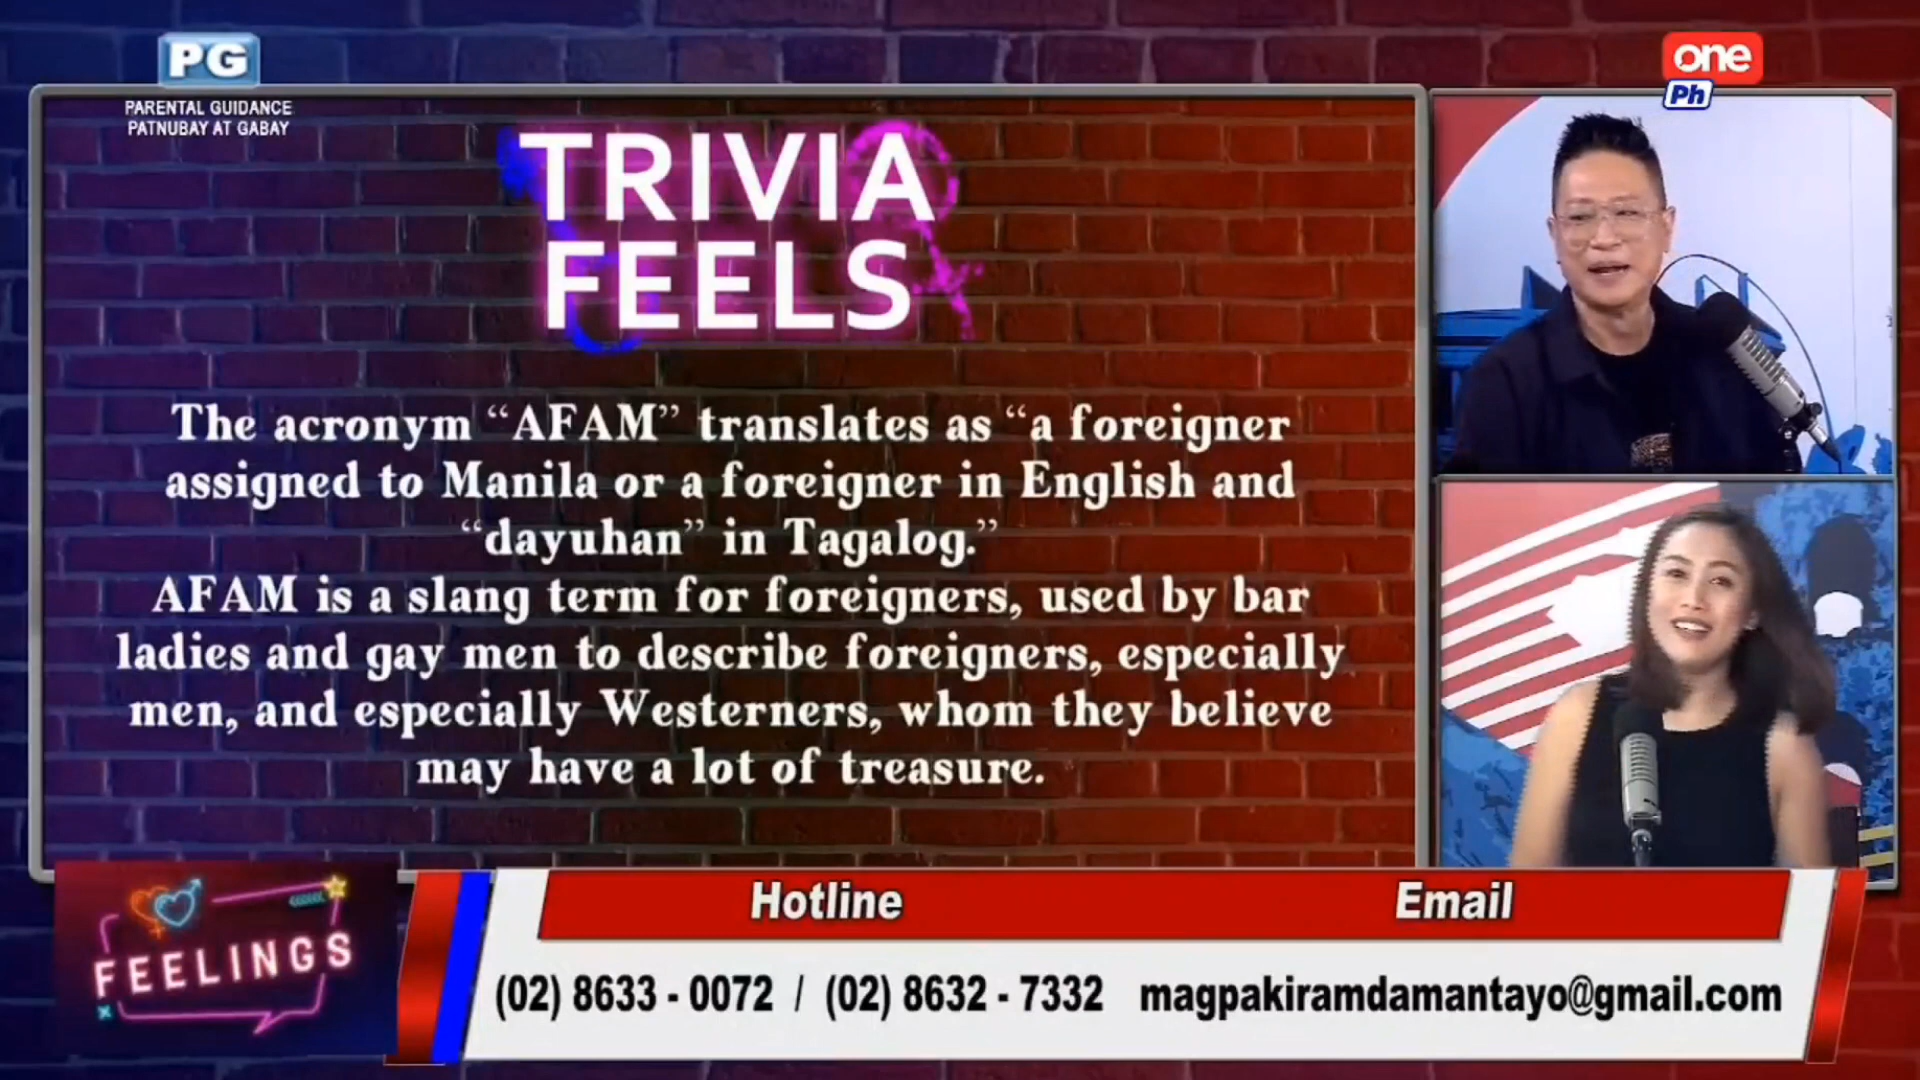 PG
PARENTAL GUIDANCE
PATNUBAY AT GABAY
one
Ph
TRIVIA
FEELS
The acronym “AFAM” translates as “a foreigner
assigned to Manila or a foreigner in English and
“dayuhan” in Tagalog.”
AFAM is a slang term for foreigners, used by bar
ladies and gay men to describe foreigners, especially
men, and especially Westerners, whom they believe
may have a lot of treasure.
FEELINGS
Hotline Email
(02) 8633 - 0072 / (02) 8632 - 7332 magpakiramdamantayo@gmail.com